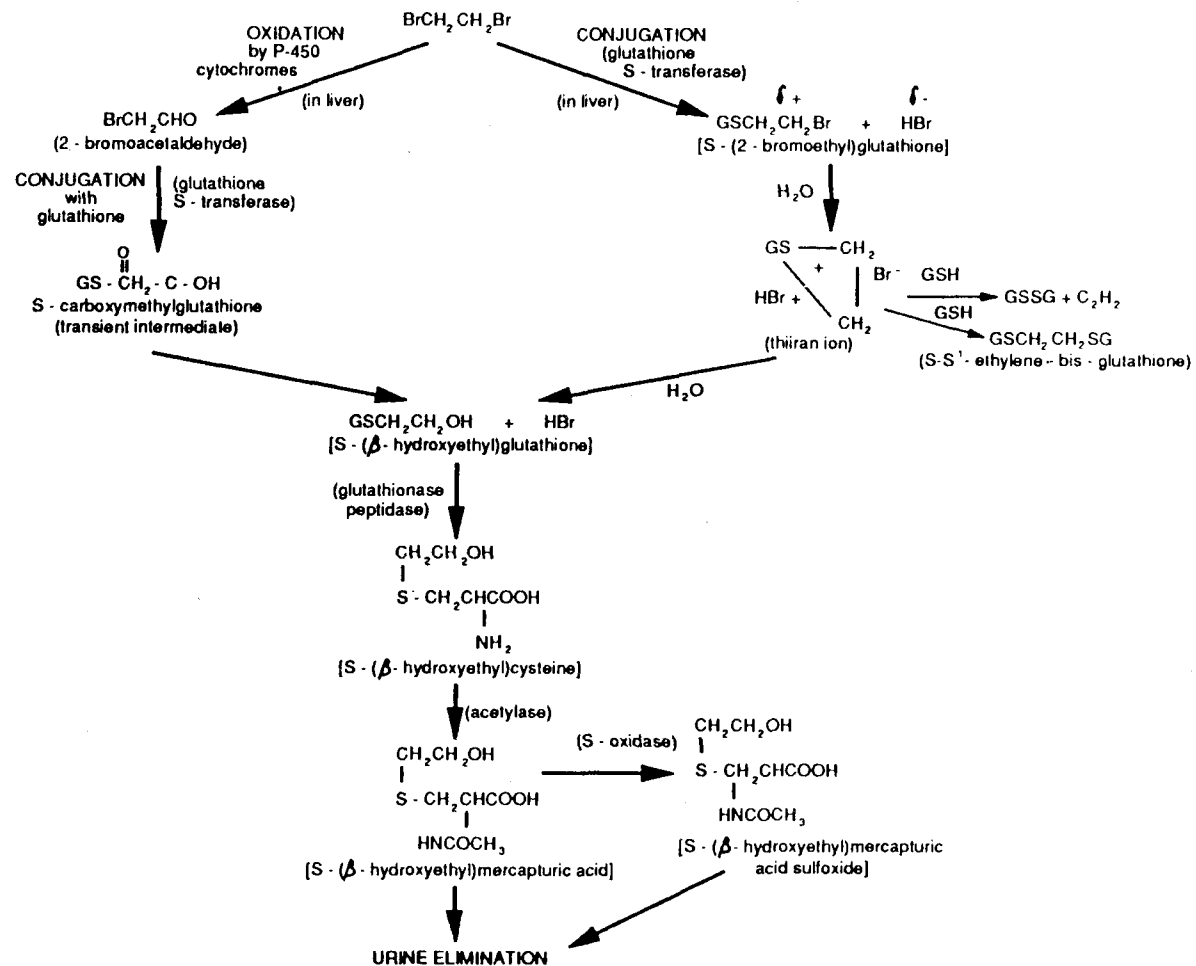 BrCH₂CH₂Br
OXIDATION
by P-450
cytochromes
(in liver)
CONJUGATION
(glutathione
S - transferase)
(in liver)
BrCH₂CHO
(2 - bromoacetaldehyde)
δ + δ -
GSCH₂CH₂Br + HBr
[S - (2 - bromoethyl)glutathione]
CONJUGATION
with
glutathione
(glutathione
S - transferase)
H₂O
O
GS - CH₂ - C - OH
S - carboxymethylglutathione
(transient intermediate)
GS CH₂
+
Br⁻
HBr +
CH₂
(thiiran ion)
GSH
GSSG + C₂H₂
GSH
GSCH₂CH₂SG
(S-S¹- ethylene - bis - glutathione)
H₂O
GSCH₂CH₂OH + HBr
[S - (β - hydroxyethyl)glutathione]
(glutathionase
peptidase)
CH₂CH₂OH
S - CH₂CHCOOH
NH₂
[S - (β - hydroxyethyl)cysteine]
(acetylase)
CH₂CH₂OH
S - CH₂CHCOOH
HNCOCH₃
[S - (β - hydroxyethyl)mercapturic acid]
(S - oxidase)
CH₂CH₂OH
S - CH₂CHCOOH
HNCOCH₃
[S - (β - hydroxyethyl)mercapturic
acid sulfoxide]
URINE ELIMINATION